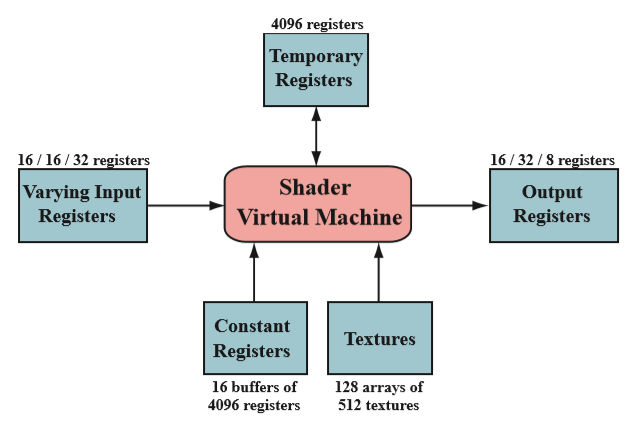 4096 registers
Temporary
Registers
16 / 16 / 32 registers
Varying Input
Registers
Shader
Virtual Machine
16 / 32 / 8 registers
Output
Registers
Constant
Registers
16 buffers of
4096 registers
Textures
128 arrays of
512 textures